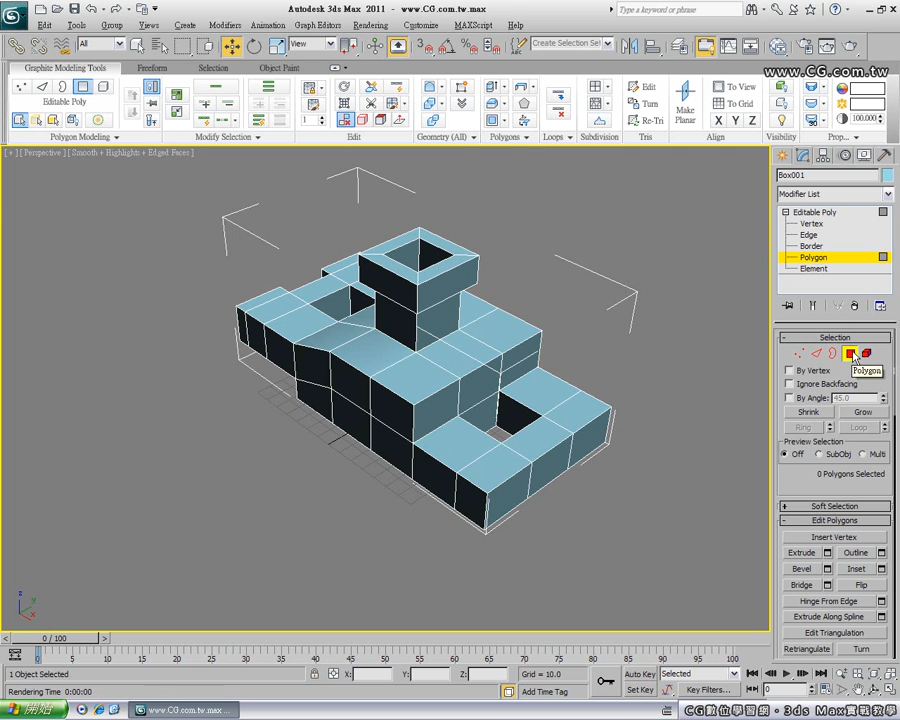 Autodesk 3ds Max 2011 - www.CG.com.tw.max
Type a keyword or phrase
Edit Tools Group Views Create Modifiers Animation Graph Editors Rendering Customize MAXScript Help
All
View
Create Selection Se
Graphite Modeling Tools Freeform Selection Object Paint
www.CG.com.tw
Editable Poly
1
Edit
Turn
Re-Tri
Make Planar
To View
To Grid
X Y Z
100.000
Polygon Modeling
Modify Selection
Edit
Geometry (All)
Polygons
Loops
Subdivision
Tris
Align
Prop...
[ + ] [ Perspective ] [ Smooth + Highlights + Edged Faces ]
Box001
Modifier List
Editable Poly
Vertex
Edge
Border
Polygon
Element
- Selection
Polygon
By Vertex
Ignore Backfacing
By Angle: 45.0
Shrink Grow
Ring Loop
Preview Selection
Off SubObj Multi
0 Polygons Selected
+ Soft Selection
- Edit Polygons
Insert Vertex
Extrude Outline
Bevel Inset
Bridge Flip
Hinge From Edge
Extrude Along Spline
Edit Triangulation
Retriangulate Turn
z
y
x
< 0 / 100 >
0 5 10 15 20 25 30 35 40 45 50 55 60 65 70 75 80 85 90 95 100
1 Object Selected
X: Y: Z:
Grid = 10.0
Auto Key Selected
Rendering Time 0:00:00
Add Time Tag
Set Key Key Filters...
0
開始
www.CG.com.tw.max ...
CG數位學習網・3ds Max實戰教學